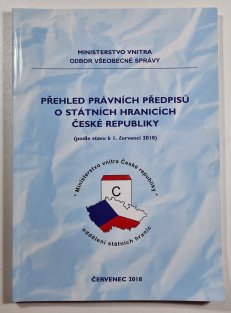 MINISTERSTVO VNITRA
ODBOR VŠEOBECNÉ SPRÁVY
PŘEHLED PRÁVNÍCH PŘEDPISŮ
O STÁTNÍCH HRANICÍCH
ČESKÉ REPUBLIKY
(podle stavu k 1. červenci 2018)
• Ministerstvo vnitra České republiky •
C
oddělení státních hranic
ČERVENEC 2018